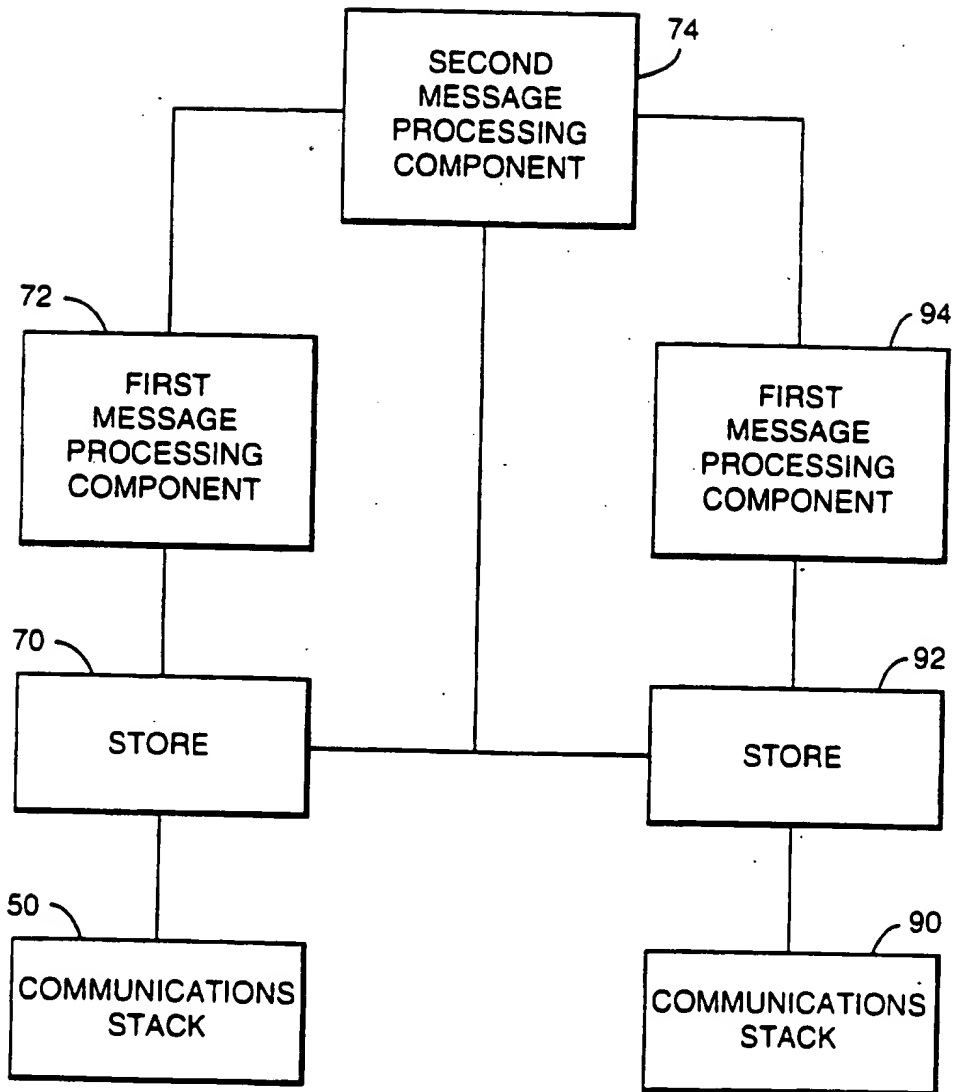 74
SECOND
MESSAGE
PROCESSING
COMPONENT
72
FIRST
MESSAGE
PROCESSING
COMPONENT
94
FIRST
MESSAGE
PROCESSING
COMPONENT
70
STORE
92
STORE
50
COMMUNICATIONS
STACK
90
COMMUNICATIONS
STACK